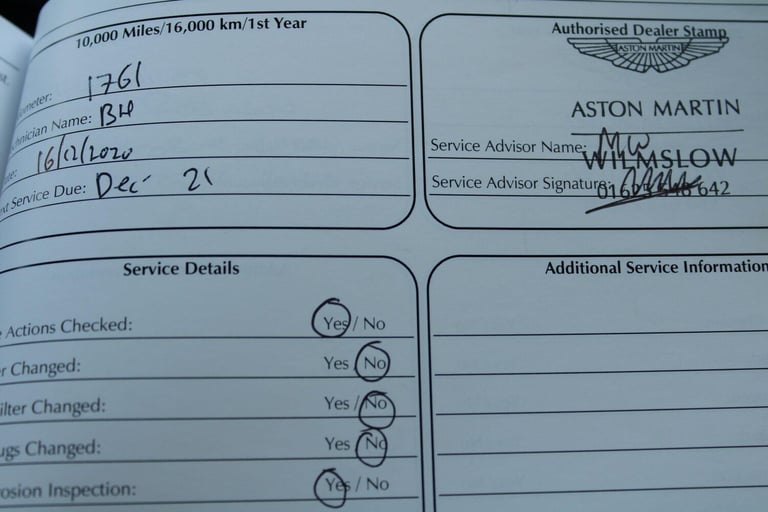 10,000 Miles/16,000 km/1st Year
ometer: 1761
hnician Name: BH
te: 16/12/2020
xt Service Due: Dec 21
Authorised Dealer Stamp
ASTON MARTIN
ASTON MARTIN
Service Advisor Name: MW
WILMSLOW
Service Advisor Signature:
642
Service Details
e Actions Checked: Yes / No
r Changed: Yes / No
ilter Changed: Yes / No
ugs Changed: Yes / No
osion Inspection: Yes / No
Additional Service Information